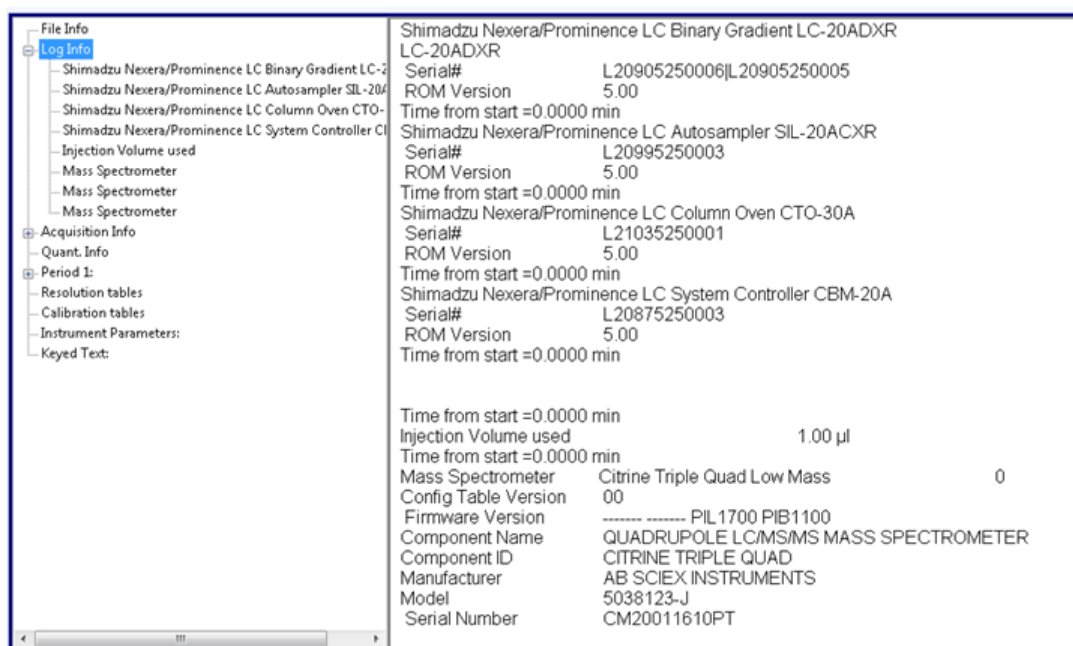 File Info
Log Info
Shimadzu Nexera/Prominence LC Binary Gradient LC-2
Shimadzu Nexera/Prominence LC Autosampler SIL-20A
Shimadzu Nexera/Prominence LC Column Oven CTO-
Shimadzu Nexera/Prominence LC System Controller CI
Injection Volume used
Mass Spectrometer
Mass Spectrometer
Mass Spectrometer
Acquisition Info
Quant. Info
Period 1:
Resolution tables
Calibration tables
Instrument Parameters:
Keyed Text:
Shimadzu Nexera/Prominence LC Binary Gradient LC-20ADXR
LC-20ADXR
Serial# L20905250006|L20905250005
ROM Version 5.00
Time from start =0.0000 min
Shimadzu Nexera/Prominence LC Autosampler SIL-20ACXR
Serial# L20995250003
ROM Version 5.00
Time from start =0.0000 min
Shimadzu Nexera/Prominence LC Column Oven CTO-30A
Serial# L21035250001
ROM Version 5.00
Time from start =0.0000 min
Shimadzu Nexera/Prominence LC System Controller CBM-20A
Serial# L20875250003
ROM Version 5.00
Time from start =0.0000 min
Time from start =0.0000 min
Injection Volume used 1.00 µl
Time from start =0.0000 min
Mass Spectrometer Citrine Triple Quad Low Mass 0
Config Table Version 00
Firmware Version ------- ------- PIL1700 PIB1100
Component Name QUADRUPOLE LC/MS/MS MASS SPECTROMETER
Component ID CITRINE TRIPLE QUAD
Manufacturer AB SCIEX INSTRUMENTS
Model 5038123-J
Serial Number CM20011610PT